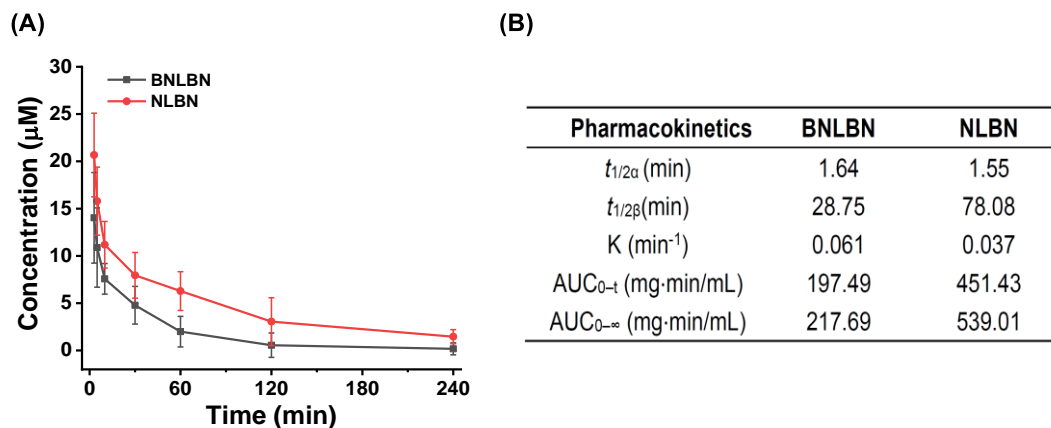 (A)
30
25
20
15
10
5
0
Concentration (μM)
BNLBN
NLBN
0 60 120 180 240
Time (min)
(B)
Pharmacokinetics BNLBN NLBN
t1/2α (min) 1.64 1.55
t1/2β(min) 28.75 78.08
K (min-1) 0.061 0.037
AUC0–t (mg·min/mL) 197.49 451.43
AUC0–∞ (mg·min/mL) 217.69 539.01